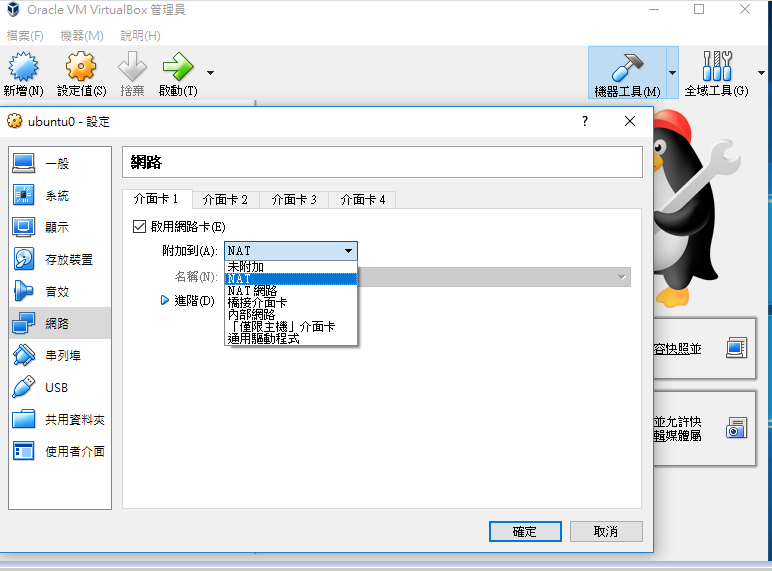 Oracle VM VirtualBox 管理員
檔案(F) 機器(M) 說明(H)
新增(N) 設定值(S) 捨棄 啟動(T) 機器工具(M) 全域工具(G)
ubuntu0 - 設定 ?
一般
系統
顯示
存放裝置
音效
網路
串列埠
USB
共用資料夾
使用者介面
網路
介面卡 1 介面卡 2 介面卡 3 介面卡 4
啟用網路卡(E)
附加到(A): NAT
名稱(N):
進階(D)
未附加
NAT
NAT 網路
橋接介面卡
內部網路
「僅限主機」介面卡
通用驅動程式
確定 取消
容快照並
並允許快
輯媒體屬